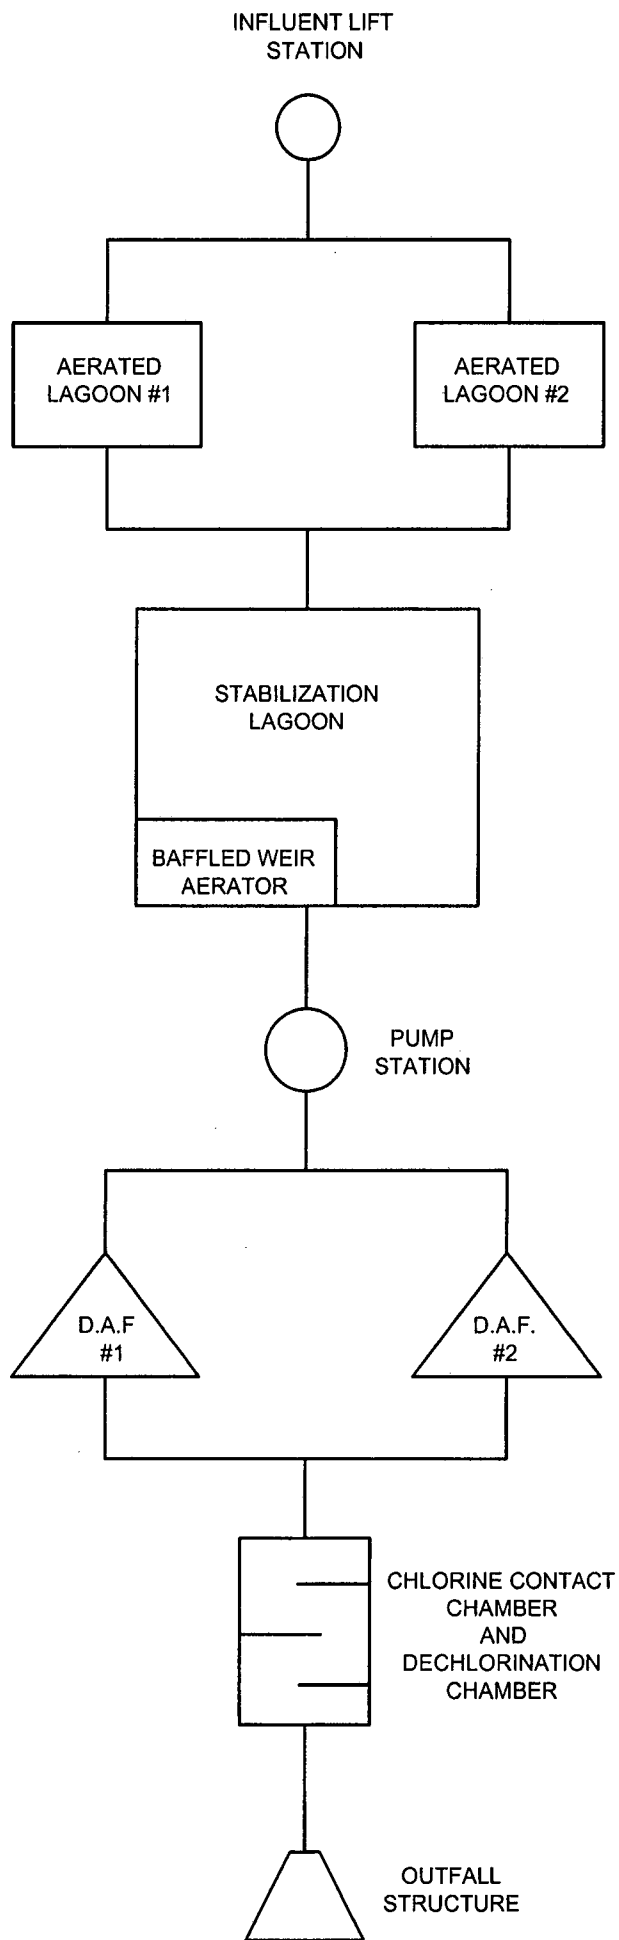 INFLUENT LIFT
STATION
AERATED
LAGOON #1
AERATED
LAGOON #2
STABILIZATION
LAGOON
BAFFLED WEIR
AERATOR
PUMP
STATION
D.A.F
#1
D.A.F.
#2
CHLORINE CONTACT
CHAMBER
AND
DECHLORINATION
CHAMBER
OUTFALL
STRUCTURE